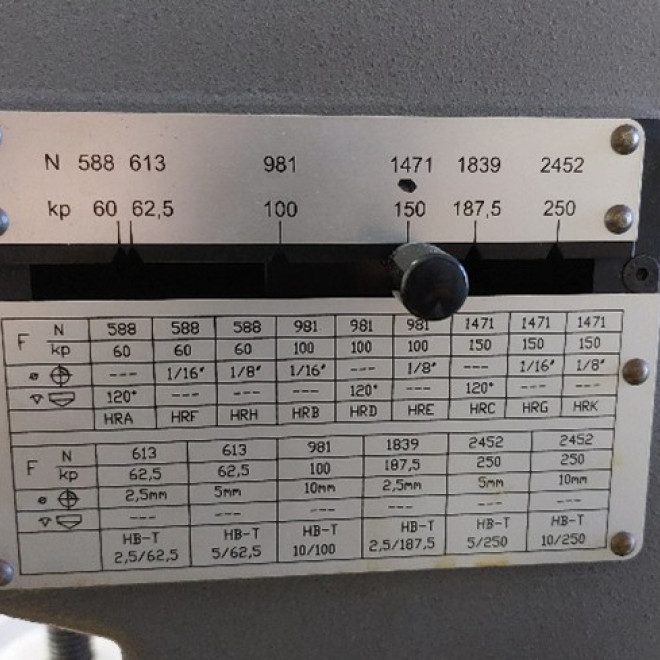 N 588 613 981 1471 1839 2452
kp 60 62,5 100 150 187,5 250
F N 588 588 588 981 981 981 1471 1471 1471
kp 60 60 60 100 100 100 150 150 150
--- 1/16" 1/8" 1/16" --- 1/8" --- 1/16" 1/8"
120° --- --- --- 120° --- 120° --- ---
HRA HRF HRH HRB HRD HRE HRC HRG HRK
F N 613 613 981 1839 2452 2452
kp 62,5 62,5 100 187,5 250 250
2,5mm 5mm 10mm 2,5mm 5mm 10mm
--- --- --- --- --- ---
HB-T HB-T HB-T HB-T HB-T HB-T
2,5/62,5 5/62,5 10/100 2,5/187,5 5/250 10/250